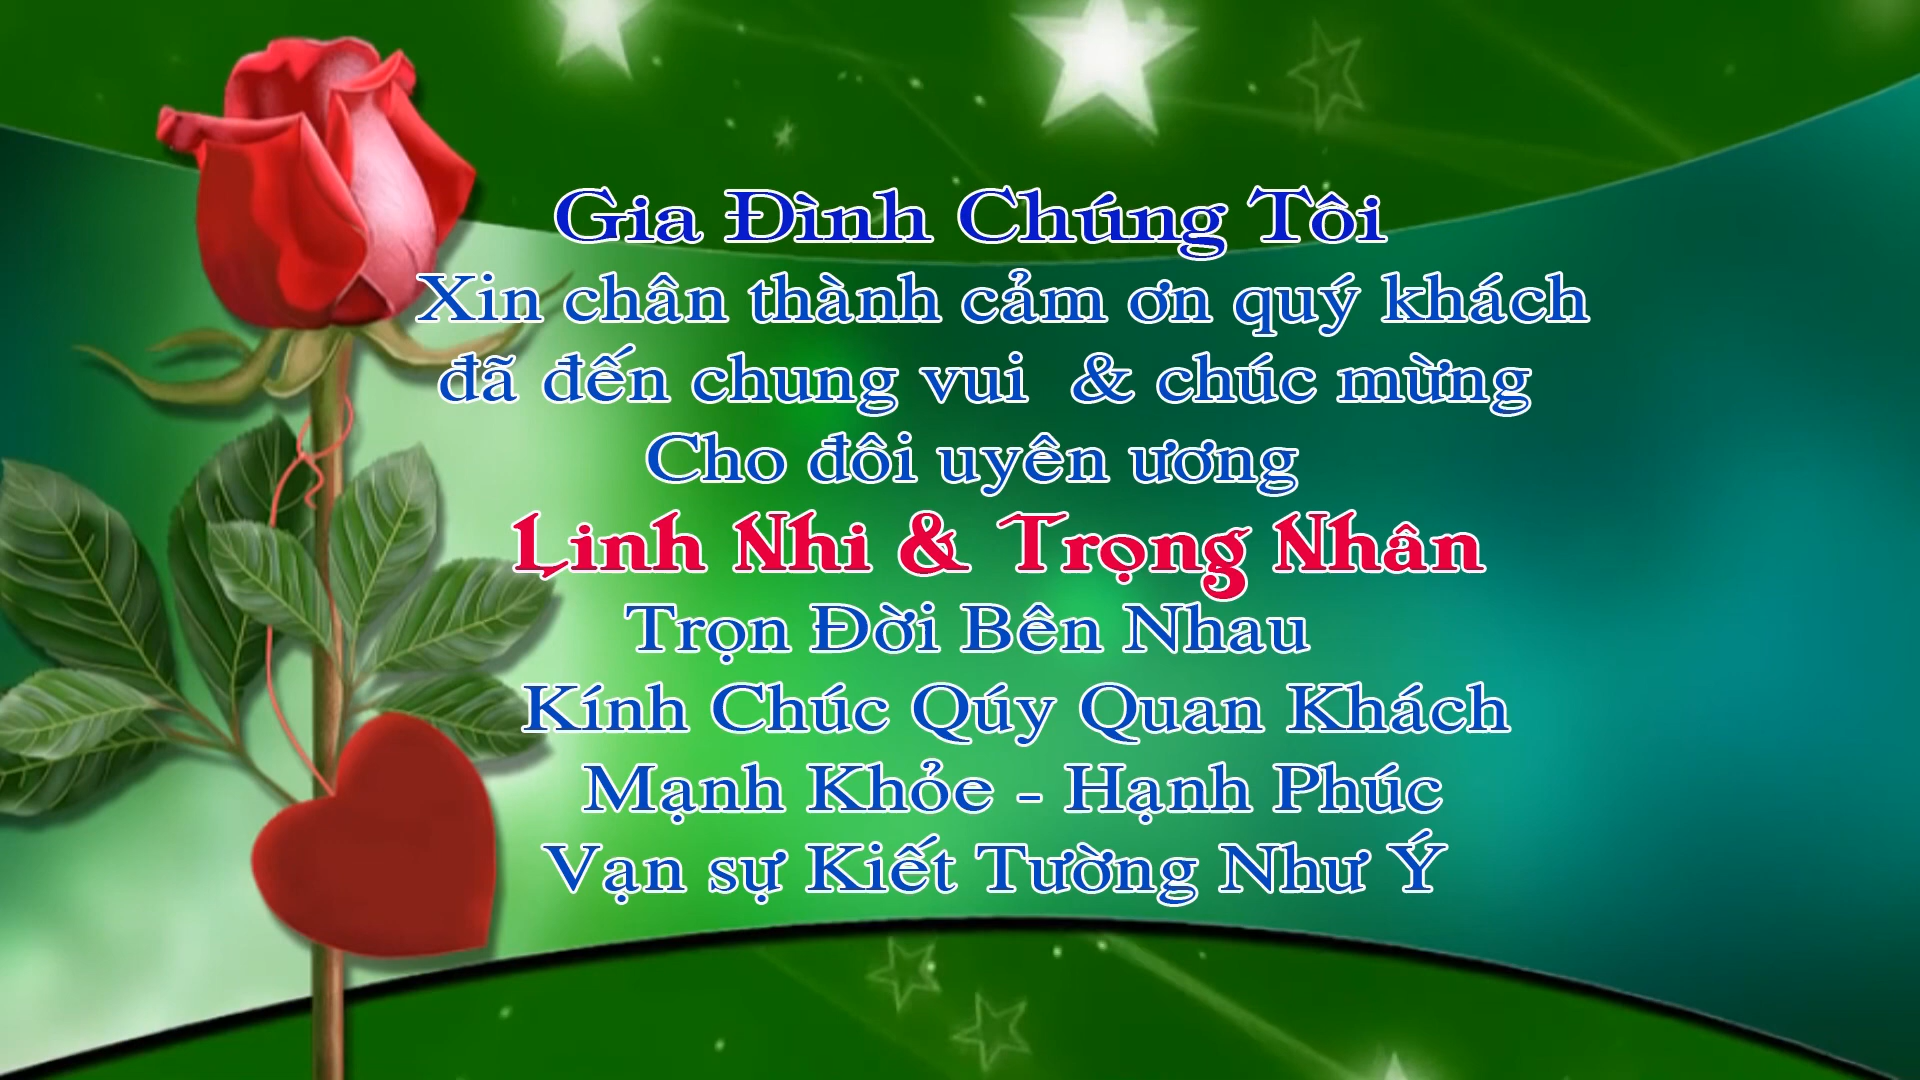 Gia Đình Chúng Tôi
Xin chân thành cảm ơn quý khách
đã đến chung vui & chúc mừng
Cho đôi uyên ương
Linh Nhi & Trọng Nhân
Trọn Đời Bên Nhau
Kính Chúc Qúy Quan Khách
Mạnh Khỏe - Hạnh Phúc
Vạn sự Kiết Tường Như Ý